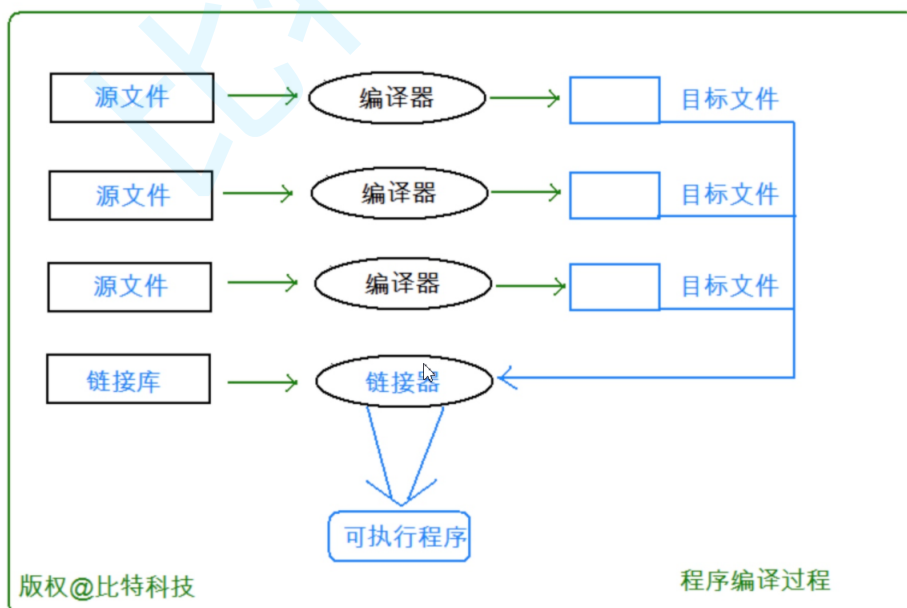 源文件 编译器 目标文件
源文件 编译器 目标文件
源文件 编译器 目标文件
链接库 链接器
可执行程序
版权@比特科技 程序编译过程